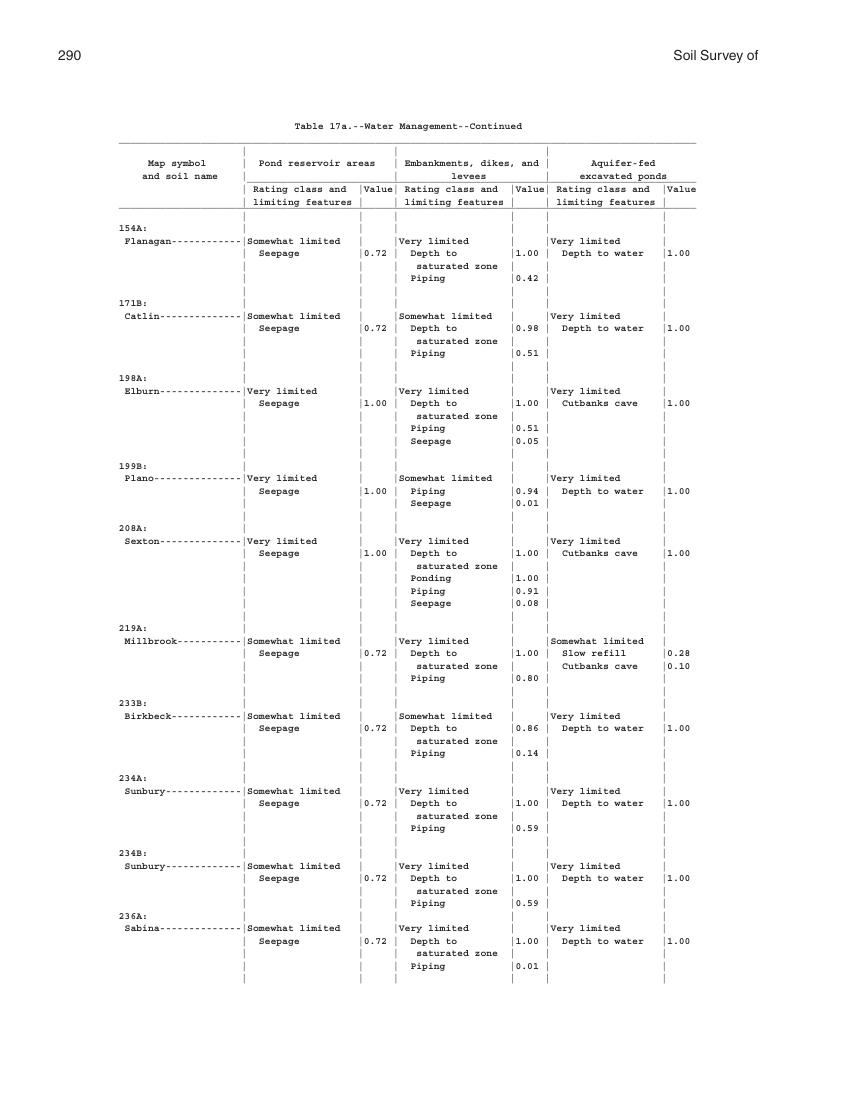 290 Soil Survey of
Table 17a.--Water Management--Continued
Map symbol | Pond reservoir areas | Embankments, dikes, and | Aquifer-fed
and soil name | levees | excavated ponds
Rating class and |Value| Rating class and |Value| Rating class and |Value
limiting features | | limiting features | | limiting features |
154A:
Flanagan------------|Somewhat limited |Very limited |Very limited
Seepage |0.72 | Depth to |1.00 | Depth to water |1.00
saturated zone
Piping |0.42
171B:
Catlin--------------|Somewhat limited |Somewhat limited |Very limited
Seepage |0.72 | Depth to |0.98 | Depth to water |1.00
saturated zone
Piping |0.51
198A:
Elburn--------------|Very limited |Very limited |Very limited
Seepage |1.00 | Depth to |1.00 | Cutbanks cave |1.00
saturated zone
Piping |0.51
Seepage |0.05
199B:
Plano---------------|Very limited |Somewhat limited |Very limited
Seepage |1.00 | Piping |0.94 | Depth to water |1.00
Seepage |0.01
208A:
Sexton--------------|Very limited |Very limited |Very limited
Seepage |1.00 | Depth to |1.00 | Cutbanks cave |1.00
saturated zone
Ponding |1.00
Piping |0.91
Seepage |0.08
219A:
Millbrook-----------|Somewhat limited |Very limited |Somewhat limited
Seepage |0.72 | Depth to |1.00 | Slow refill |0.28
saturated zone | Cutbanks cave |0.10
Piping |0.80
233B:
Birkbeck------------|Somewhat limited |Somewhat limited |Very limited
Seepage |0.72 | Depth to |0.86 | Depth to water |1.00
saturated zone
Piping |0.14
234A:
Sunbury-------------|Somewhat limited |Very limited |Very limited
Seepage |0.72 | Depth to |1.00 | Depth to water |1.00
saturated zone
Piping |0.59
234B:
Sunbury-------------|Somewhat limited |Very limited |Very limited
Seepage |0.72 | Depth to |1.00 | Depth to water |1.00
saturated zone
Piping |0.59
236A:
Sabina--------------|Somewhat limited |Very limited |Very limited
Seepage |0.72 | Depth to |1.00 | Depth to water |1.00
saturated zone
Piping |0.01